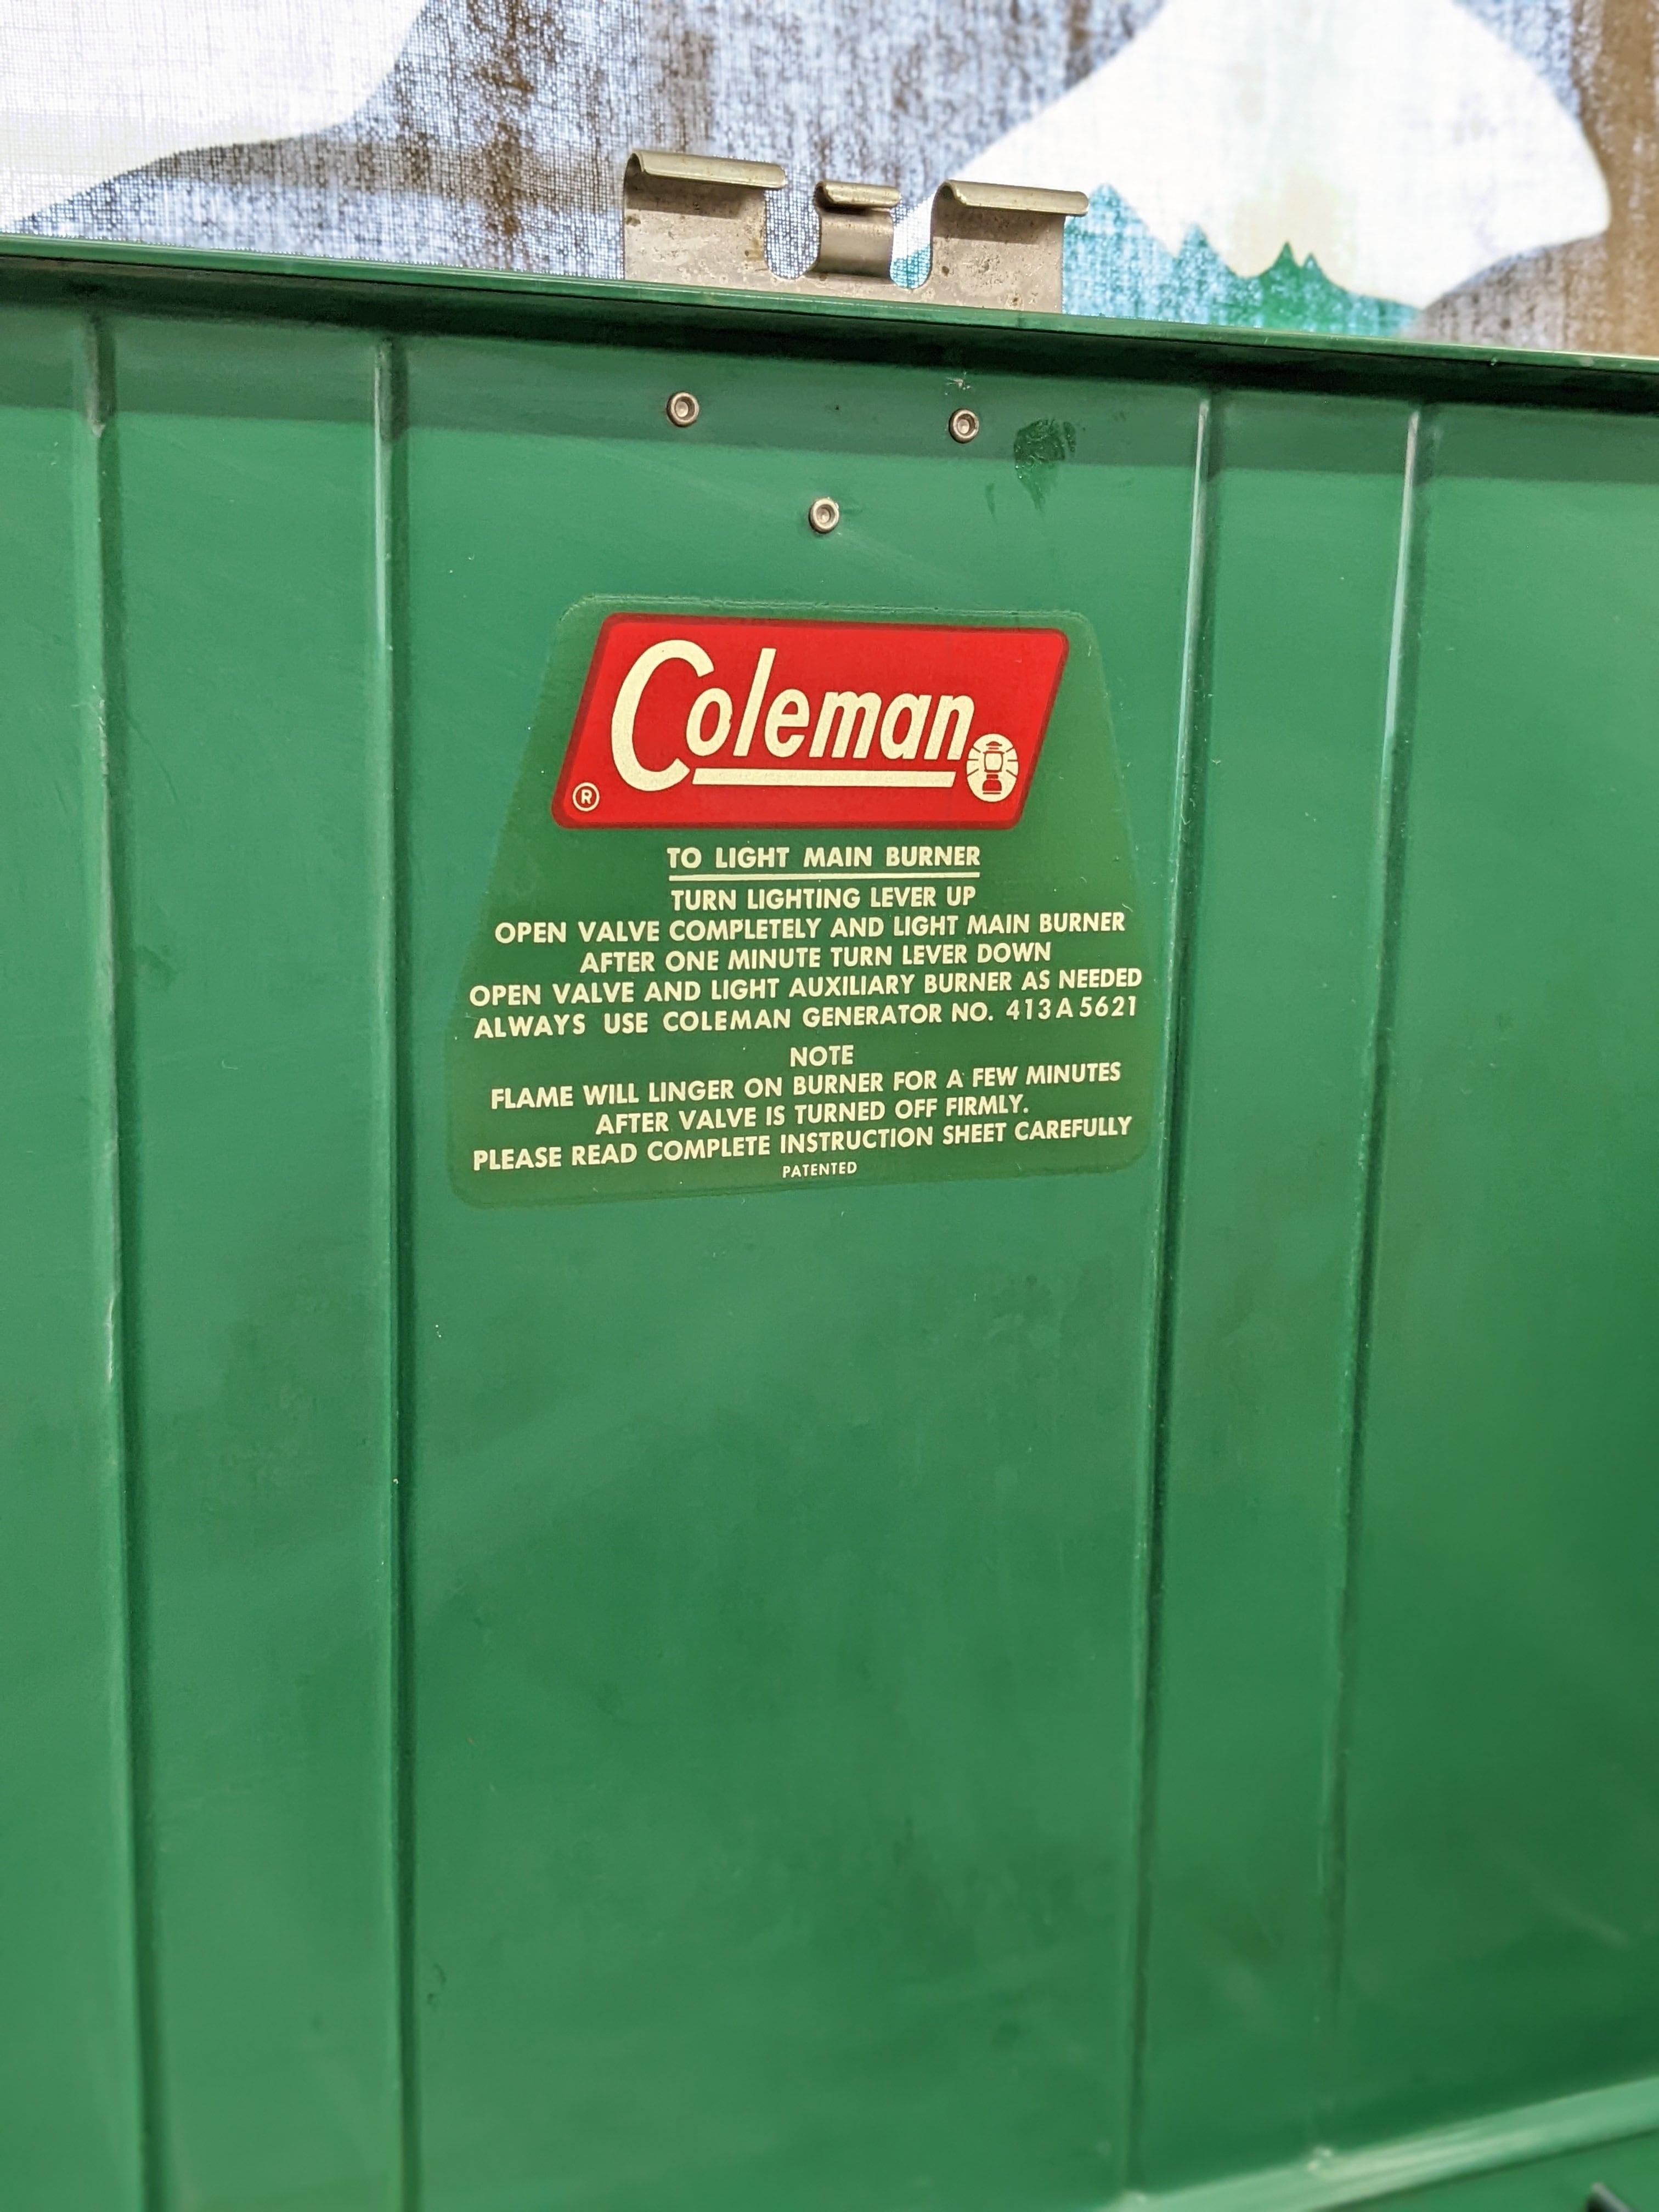 Coleman
®
TO LIGHT MAIN BURNER
TURN LIGHTING LEVER UP
OPEN VALVE COMPLETELY AND LIGHT MAIN BURNER
AFTER ONE MINUTE TURN LEVER DOWN
OPEN VALVE AND LIGHT AUXILIARY BURNER AS NEEDED
ALWAYS USE COLEMAN GENERATOR NO. 413A5621
NOTE
FLAME WILL LINGER ON BURNER FOR A FEW MINUTES
AFTER VALVE IS TURNED OFF FIRMLY.
PLEASE READ COMPLETE INSTRUCTION SHEET CAREFULLY
PATENTED